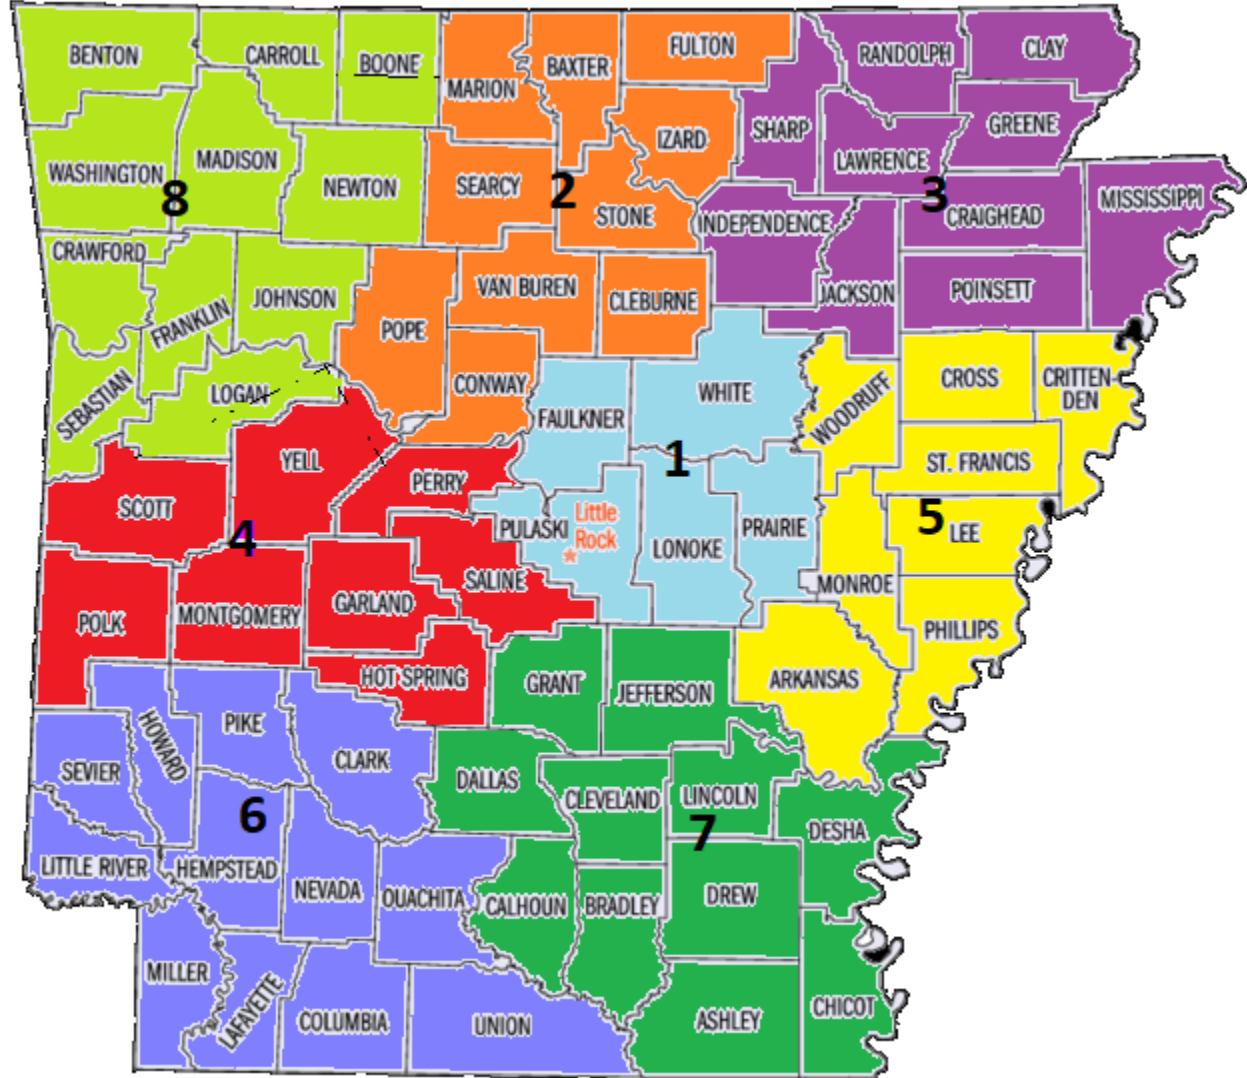 BENTON
CARROLL
BOONE
MARION
BAXTER
FULTON
RANDOLPH
CLAY
SHARP
IZARD
GREENE
LAWRENCE
WASHINGTON
MADISON
NEWTON
SEARCY
STONE
8
2
3
INDEPENDENCE
CRAIGHEAD
MISSISSIPPI
CRAWFORD
FRANKLIN
JOHNSON
POPE
VAN BUREN
CLEBURNE
JACKSON
POINSETT
SEBASTIAN
LOGAN
CONWAY
FAULKNER
WHITE
WOODRUFF
CROSS
CRITTEN-
DEN
YELL
PERRY
1
ST. FRANCIS
SCOTT
4
PULASKI
Little
Rock
LONOKE
PRAIRIE
5
LEE
POLK
MONTGOMERY
GARLAND
SALINE
MONROE
PHILLIPS
HOT SPRING
GRANT
JEFFERSON
ARKANSAS
SEVIER
HOWARD
PIKE
CLARK
DALLAS
CLEVELAND
LINCOLN
DESHA
6
7
LITTLE RIVER
HEMPSTEAD
NEVADA
OUACHITA
CALHOUN
BRADLEY
DREW
MILLER
LAFAYETTE
COLUMBIA
UNION
ASHLEY
CHICOT